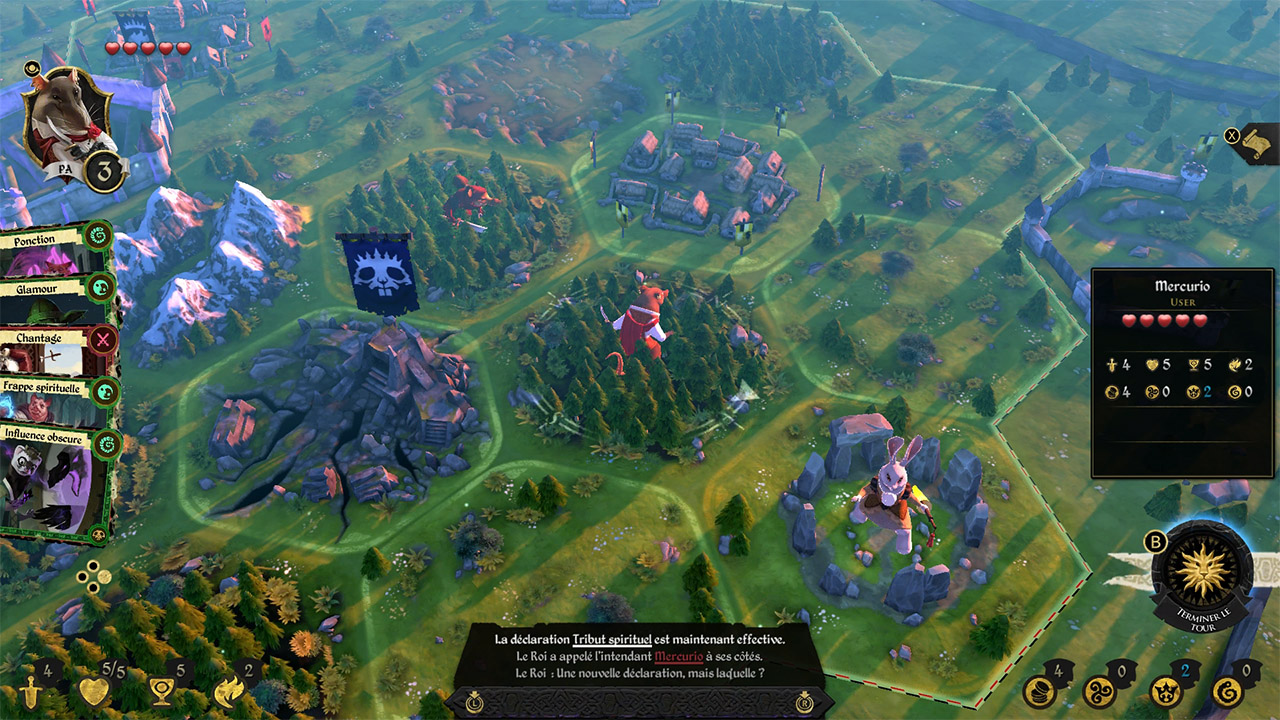 PA
3
Ponction
Glamour
Chantage
Frappe spirituelle
Influence obscure
X
Mercurio
User
4 5 5 2
4 0 2 0
B
TERMINER LE
TOUR
La déclaration Tribut spirituel est maintenant effective.
Le Roi a appelé l'intendant Mercurio à ses côtés.
Le Roi : Une nouvelle déclaration, mais laquelle ?
L
R
4 5/5 5 2
4 0 2 0